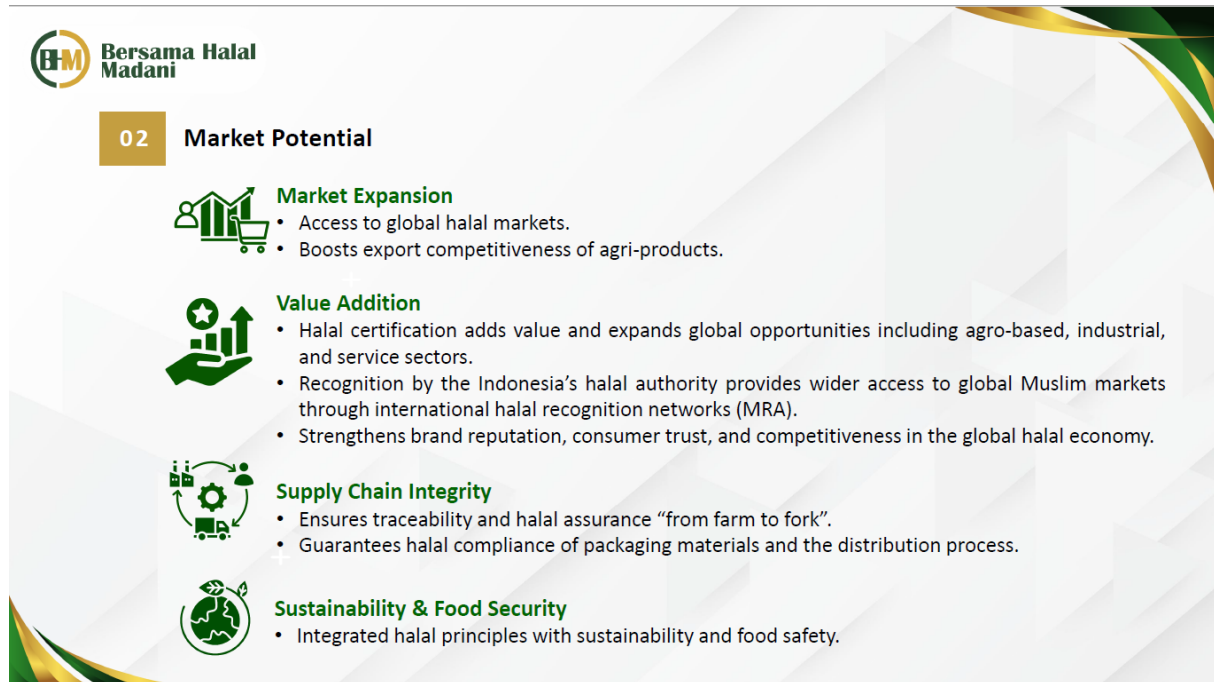 BHM
Bersama Halal
Madani
02
Market Potential
Market Expansion
• Access to global halal markets.
• Boosts export competitiveness of agri-products.
Value Addition
• Halal certification adds value and expands global opportunities including agro-based, industrial,
and service sectors.
• Recognition by the Indonesia’s halal authority provides wider access to global Muslim markets
through international halal recognition networks (MRA).
• Strengthens brand reputation, consumer trust, and competitiveness in the global halal economy.
Supply Chain Integrity
• Ensures traceability and halal assurance “from farm to fork”.
• Guarantees halal compliance of packaging materials and the distribution process.
Sustainability & Food Security
• Integrated halal principles with sustainability and food safety.